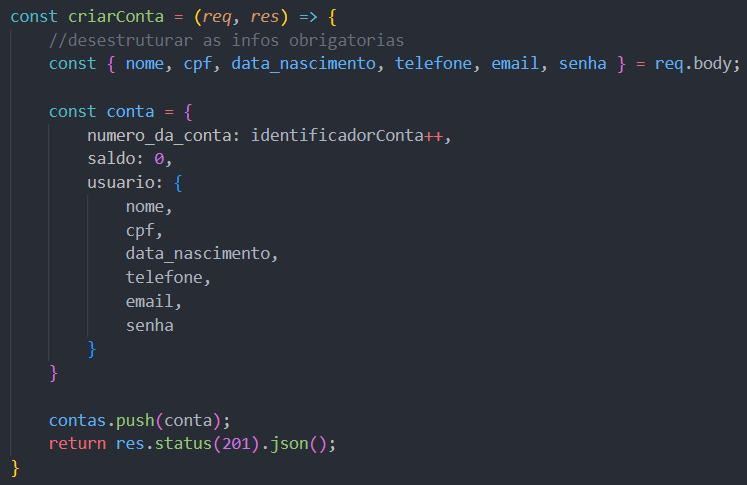 const criarConta = (req, res) => {
//desestruturar as infos obrigatorias
const { nome, cpf, data_nascimento, telefone, email, senha } = req.body;
const conta = {
numero_da_conta: identificadorConta++,
saldo: 0,
usuario: {
nome,
cpf,
data_nascimento,
telefone,
email,
senha
}
}
contas.push(conta);
return res.status(201).json();
}